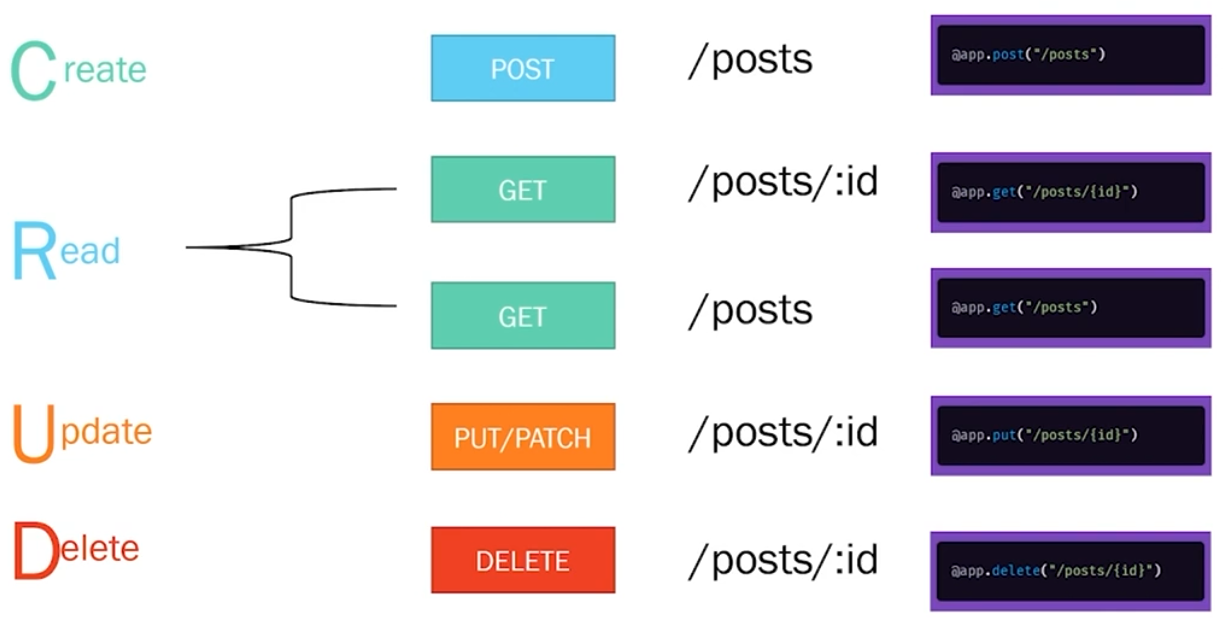 Create POST /posts @app.post("/posts")
GET /posts/:id @app.get("/posts/{id}")
Read
GET /posts @app.get("/posts")
Update PUT/PATCH /posts/:id @app.put("/posts/{id}")
Delete DELETE /posts/:id @app.delete("/posts/{id}")